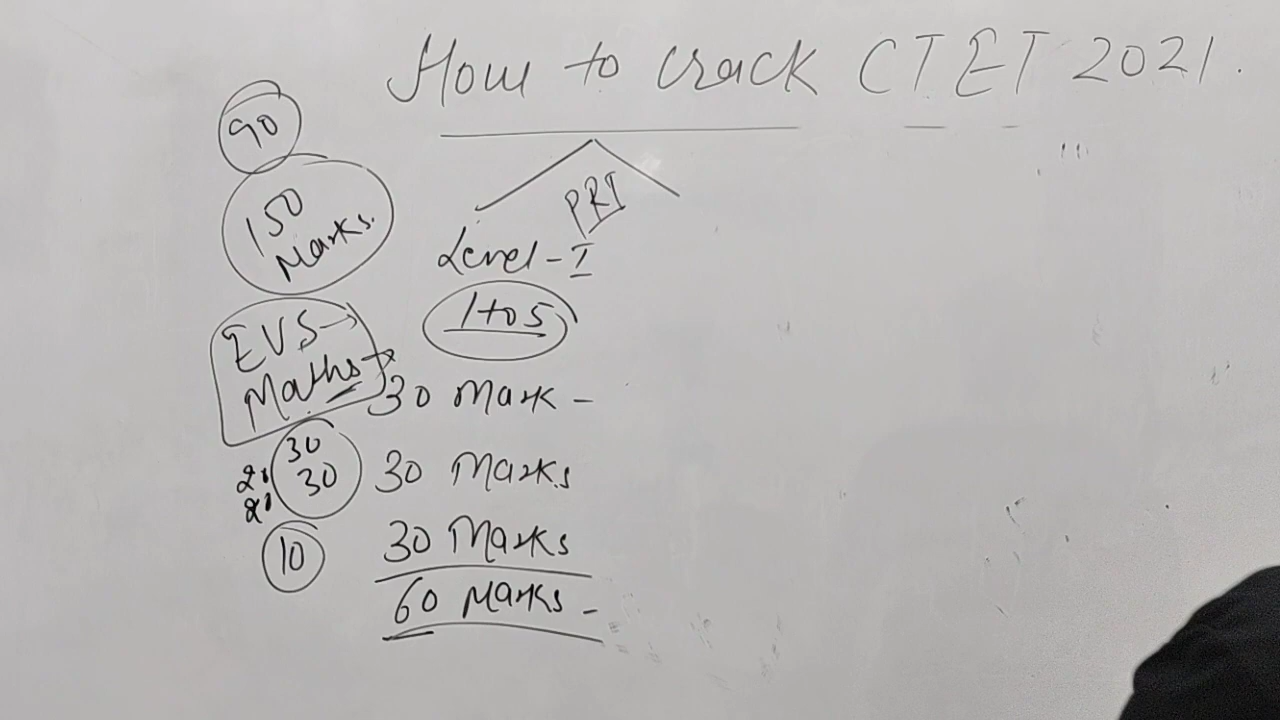 How to crack CTET 2021.
90
150
Marks.
PRI
Level-I
1 to 5
EVS→
Maths→
30 Mark -
30
30
30 Marks
10
30 Marks
60 Marks -